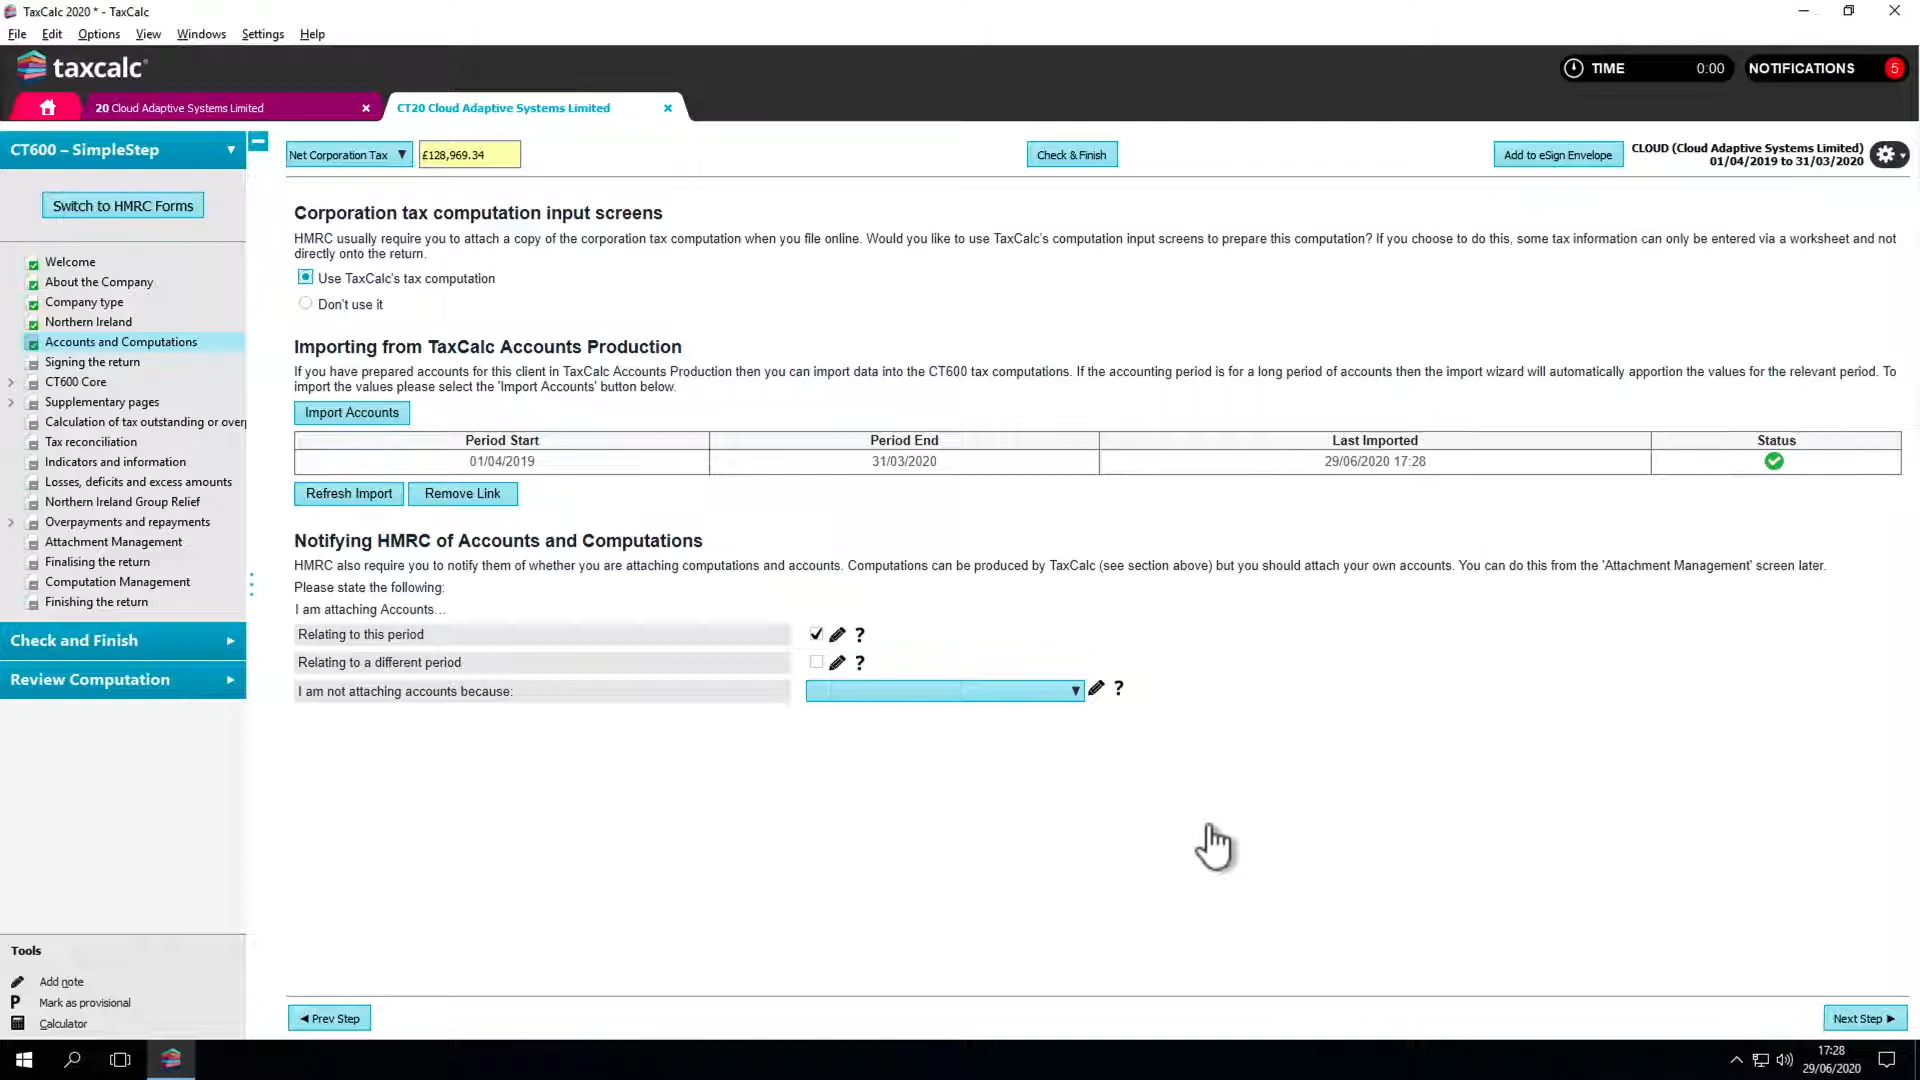 TaxCalc 2020 * - TaxCalc
File Edit Options View Windows Settings Help
taxcalc
TIME 0:00 NOTIFICATIONS 5
20 Cloud Adaptive Systems Limited
CT20 Cloud Adaptive Systems Limited
CT600 – SimpleStep
Switch to HMRC Forms
Welcome
About the Company
Company type
Northern Ireland
Accounts and Computations
Signing the return
CT600 Core
Supplementary pages
Calculation of tax outstanding or over
Tax reconciliation
Indicators and information
Losses, deficits and excess amounts
Northern Ireland Group Relief
Overpayments and repayments
Attachment Management
Finalising the return
Computation Management
Finishing the return
Check and Finish
Review Computation
Tools
Add note
P Mark as provisional
Calculator
Net Corporation Tax £128,969.34
Check & Finish
Add to eSign Envelope
CLOUD (Cloud Adaptive Systems Limited)
01/04/2019 to 31/03/2020
Corporation tax computation input screens
HMRC usually require you to attach a copy of the corporation tax computation when you file online. Would you like to use TaxCalc's computation input screens to prepare this computation? If you choose to do this, some tax information can only be entered via a worksheet and not
directly onto the return.
Use TaxCalc's tax computation
Don't use it
Importing from TaxCalc Accounts Production
If you have prepared accounts for this client in TaxCalc Accounts Production then you can import data into the CT600 tax computations. If the accounting period is for a long period of accounts then the import wizard will automatically apportion the values for the relevant period. To
import the values please select the 'Import Accounts' button below.
Import Accounts
Period Start Period End Last Imported Status
01/04/2019 31/03/2020 29/06/2020 17:28
Refresh Import Remove Link
Notifying HMRC of Accounts and Computations
HMRC also require you to notify them of whether you are attaching computations and accounts. Computations can be produced by TaxCalc (see section above) but you should attach your own accounts. You can do this from the 'Attachment Management' screen later.
Please state the following:
I am attaching Accounts...
Relating to this period ?
Relating to a different period ?
I am not attaching accounts because: ?
Prev Step
Next Step
17:28
29/06/2020